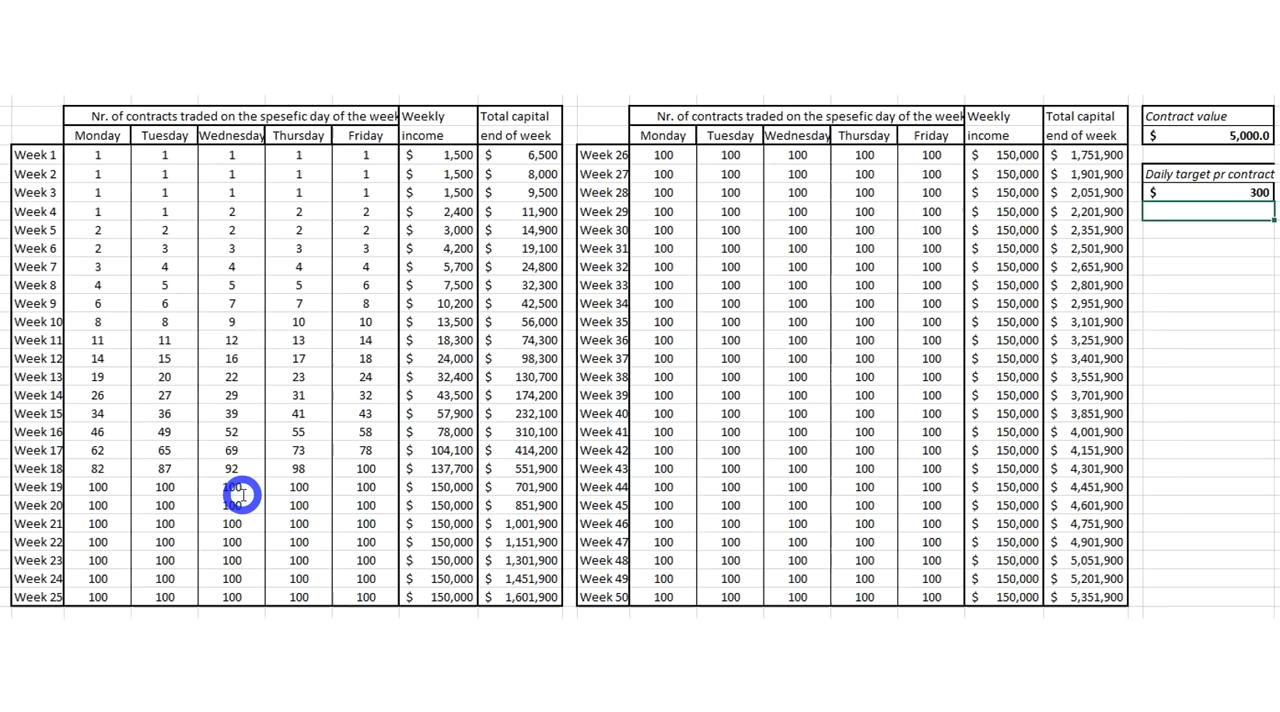 Nr. of contracts traded on the spesefic day of the week Weekly Total capital Nr. of contracts traded on the spesefic day of the week Weekly Total capital Contract value
Monday Tuesday Wednesday Thursday Friday income end of week Monday Tuesday Wednesday Thursday Friday income end of week $ 5,000.0
Week 1 1 1 1 1 1 $ 1,500 $ 6,500 Week 26 100 100 100 100 100 $ 150,000 $ 1,751,900
Week 2 1 1 1 1 1 $ 1,500 $ 8,000 Week 27 100 100 100 100 100 $ 150,000 $ 1,901,900 Daily target pr contract
Week 3 1 1 1 1 1 $ 1,500 $ 9,500 Week 28 100 100 100 100 100 $ 150,000 $ 2,051,900 $ 300
Week 4 1 1 2 2 2 $ 2,400 $ 11,900 Week 29 100 100 100 100 100 $ 150,000 $ 2,201,900
Week 5 2 2 2 2 2 $ 3,000 $ 14,900 Week 30 100 100 100 100 100 $ 150,000 $ 2,351,900
Week 6 2 3 3 3 3 $ 4,200 $ 19,100 Week 31 100 100 100 100 100 $ 150,000 $ 2,501,900
Week 7 3 4 4 4 4 $ 5,700 $ 24,800 Week 32 100 100 100 100 100 $ 150,000 $ 2,651,900
Week 8 4 5 5 5 6 $ 7,500 $ 32,300 Week 33 100 100 100 100 100 $ 150,000 $ 2,801,900
Week 9 6 6 7 7 8 $ 10,200 $ 42,500 Week 34 100 100 100 100 100 $ 150,000 $ 2,951,900
Week 10 8 8 9 10 10 $ 13,500 $ 56,000 Week 35 100 100 100 100 100 $ 150,000 $ 3,101,900
Week 11 11 11 12 13 14 $ 18,300 $ 74,300 Week 36 100 100 100 100 100 $ 150,000 $ 3,251,900
Week 12 14 15 16 17 18 $ 24,000 $ 98,300 Week 37 100 100 100 100 100 $ 150,000 $ 3,401,900
Week 13 19 20 22 23 24 $ 32,400 $ 130,700 Week 38 100 100 100 100 100 $ 150,000 $ 3,551,900
Week 14 26 27 29 31 32 $ 43,500 $ 174,200 Week 39 100 100 100 100 100 $ 150,000 $ 3,701,900
Week 15 34 36 39 41 43 $ 57,900 $ 232,100 Week 40 100 100 100 100 100 $ 150,000 $ 3,851,900
Week 16 46 49 52 55 58 $ 78,000 $ 310,100 Week 41 100 100 100 100 100 $ 150,000 $ 4,001,900
Week 17 62 65 69 73 78 $ 104,100 $ 414,200 Week 42 100 100 100 100 100 $ 150,000 $ 4,151,900
Week 18 82 87 92 98 100 $ 137,700 $ 551,900 Week 43 100 100 100 100 100 $ 150,000 $ 4,301,900
Week 19 100 100 100 100 100 $ 150,000 $ 701,900 Week 44 100 100 100 100 100 $ 150,000 $ 4,451,900
Week 20 100 100 100 100 100 $ 150,000 $ 851,900 Week 45 100 100 100 100 100 $ 150,000 $ 4,601,900
Week 21 100 100 100 100 100 $ 150,000 $ 1,001,900 Week 46 100 100 100 100 100 $ 150,000 $ 4,751,900
Week 22 100 100 100 100 100 $ 150,000 $ 1,151,900 Week 47 100 100 100 100 100 $ 150,000 $ 4,901,900
Week 23 100 100 100 100 100 $ 150,000 $ 1,301,900 Week 48 100 100 100 100 100 $ 150,000 $ 5,051,900
Week 24 100 100 100 100 100 $ 150,000 $ 1,451,900 Week 49 100 100 100 100 100 $ 150,000 $ 5,201,900
Week 25 100 100 100 100 100 $ 150,000 $ 1,601,900 Week 50 100 100 100 100 100 $ 150,000 $ 5,351,900